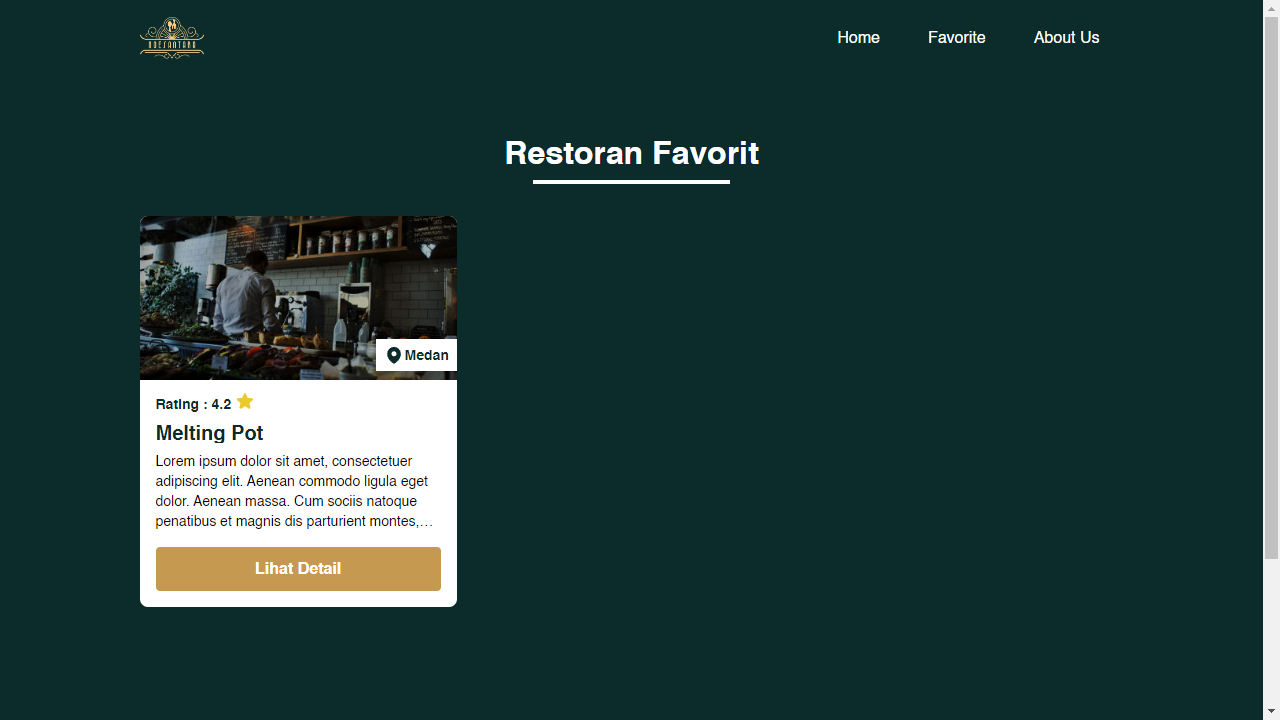 Home Favorite About Us
Restoran Favorit
Medan
Rating : 4.2
Melting Pot
Lorem ipsum dolor sit amet, consectetuer
adipiscing elit. Aenean commodo ligula eget
dolor. Aenean massa. Cum sociis natoque
penatibus et magnis dis parturient montes,…
Lihat Detail